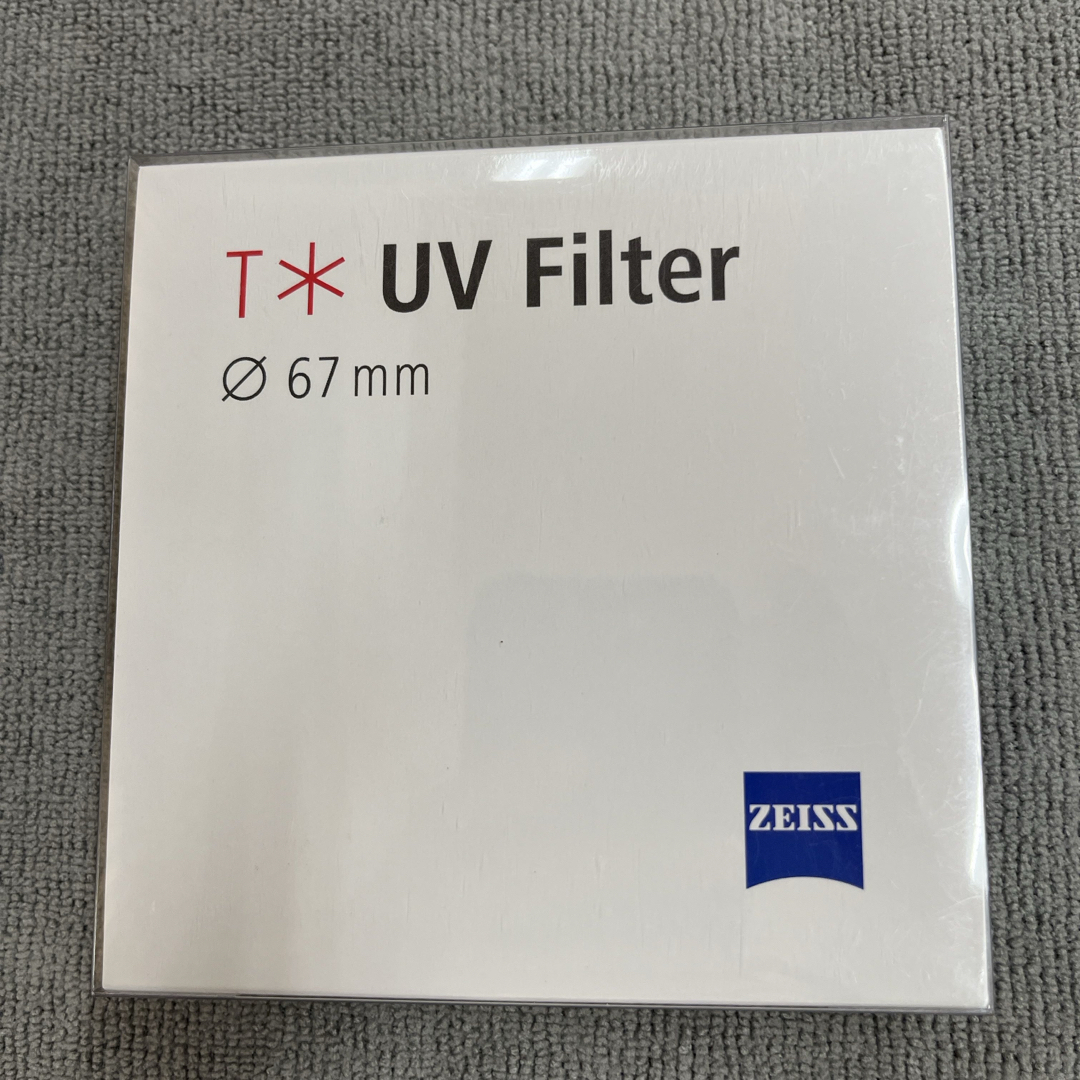 T* UV Filter
Ø 67 mm
ZEISS